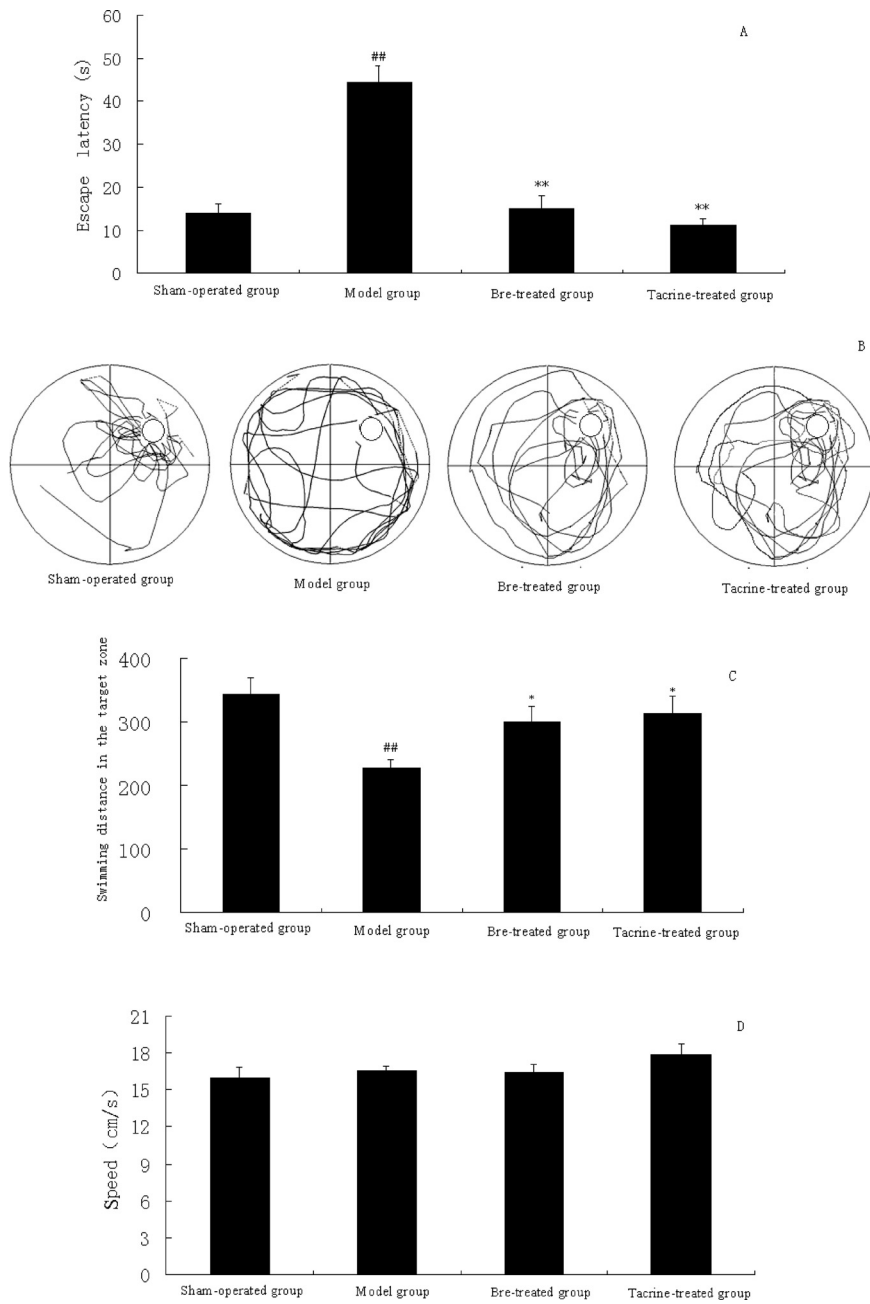 A
Escape latency (s)
60
50
40
30
20
10
0
##
**
**
Sham-operated group
Model group
Bre-treated group
Tacrine-treated group
B
Sham-operated group
Model group
Bre-treated group
Tacrine-treated group
C
Swimming distance in the target zone
400
300
200
100
0
##
*
*
Sham-operated group
Model group
Bre-treated group
Tacrine-treated group
D
Speed (cm/s)
21
18
15
12
9
6
3
0
Sham-operated group
Model group
Bre-treated group
Tacrine-treated group